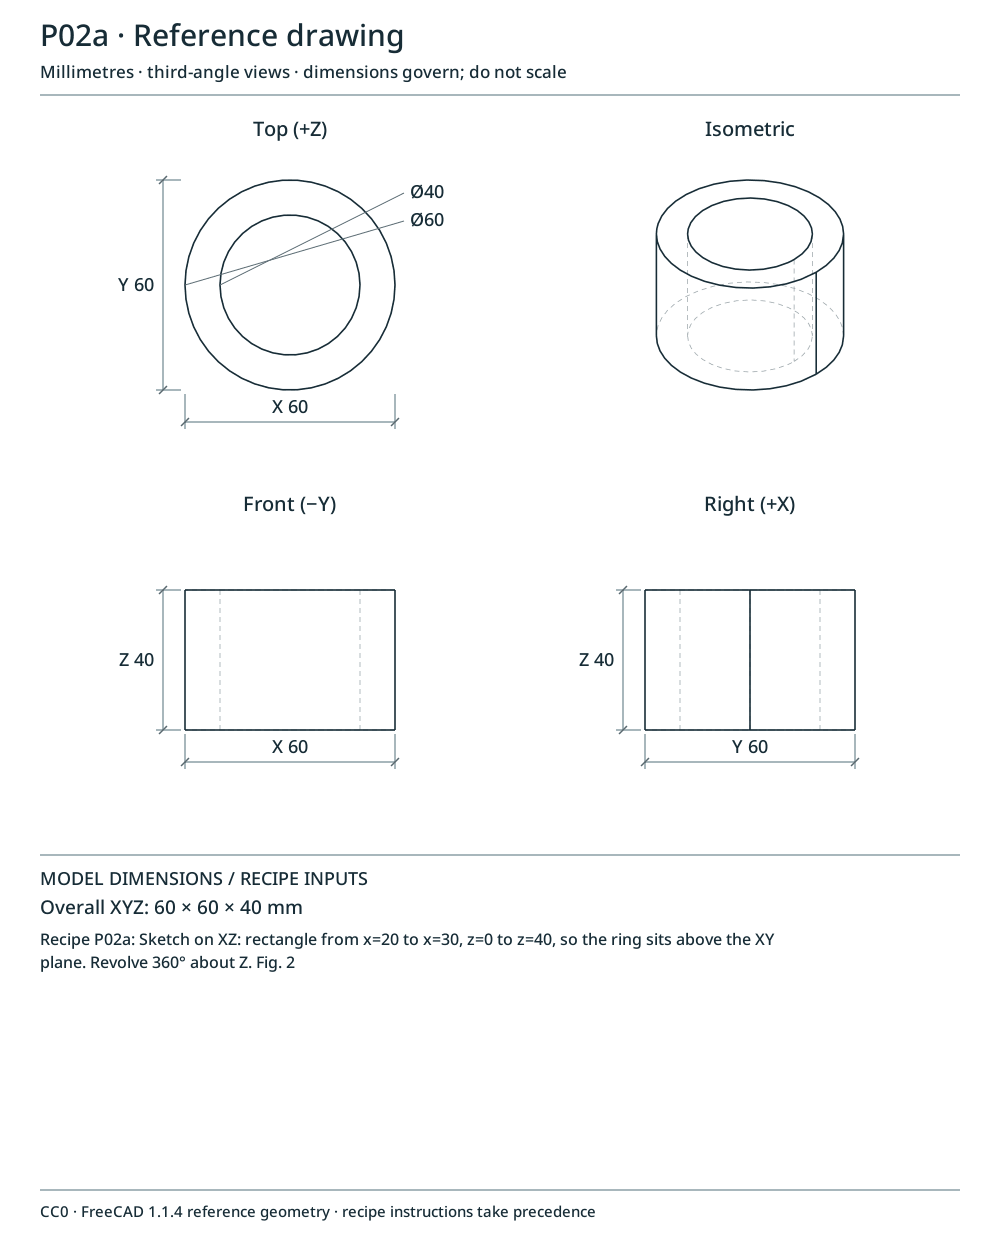 P02a · Reference drawing
Millimetres · third-angle views · dimensions govern; do not scale
Top (+Z)
Isometric
Ø40
Ø60
Y 60
X 60
Front (−Y)
Right (+X)
Z 40
Z 40
X 60
Y 60
MODEL DIMENSIONS / RECIPE INPUTS
Overall XYZ: 60 × 60 × 40 mm
Recipe P02a: Sketch on XZ: rectangle from x=20 to x=30, z=0 to z=40, so the ring sits above the XY
plane. Revolve 360° about Z. Fig. 2
CC0 · FreeCAD 1.1.4 reference geometry · recipe instructions take precedence